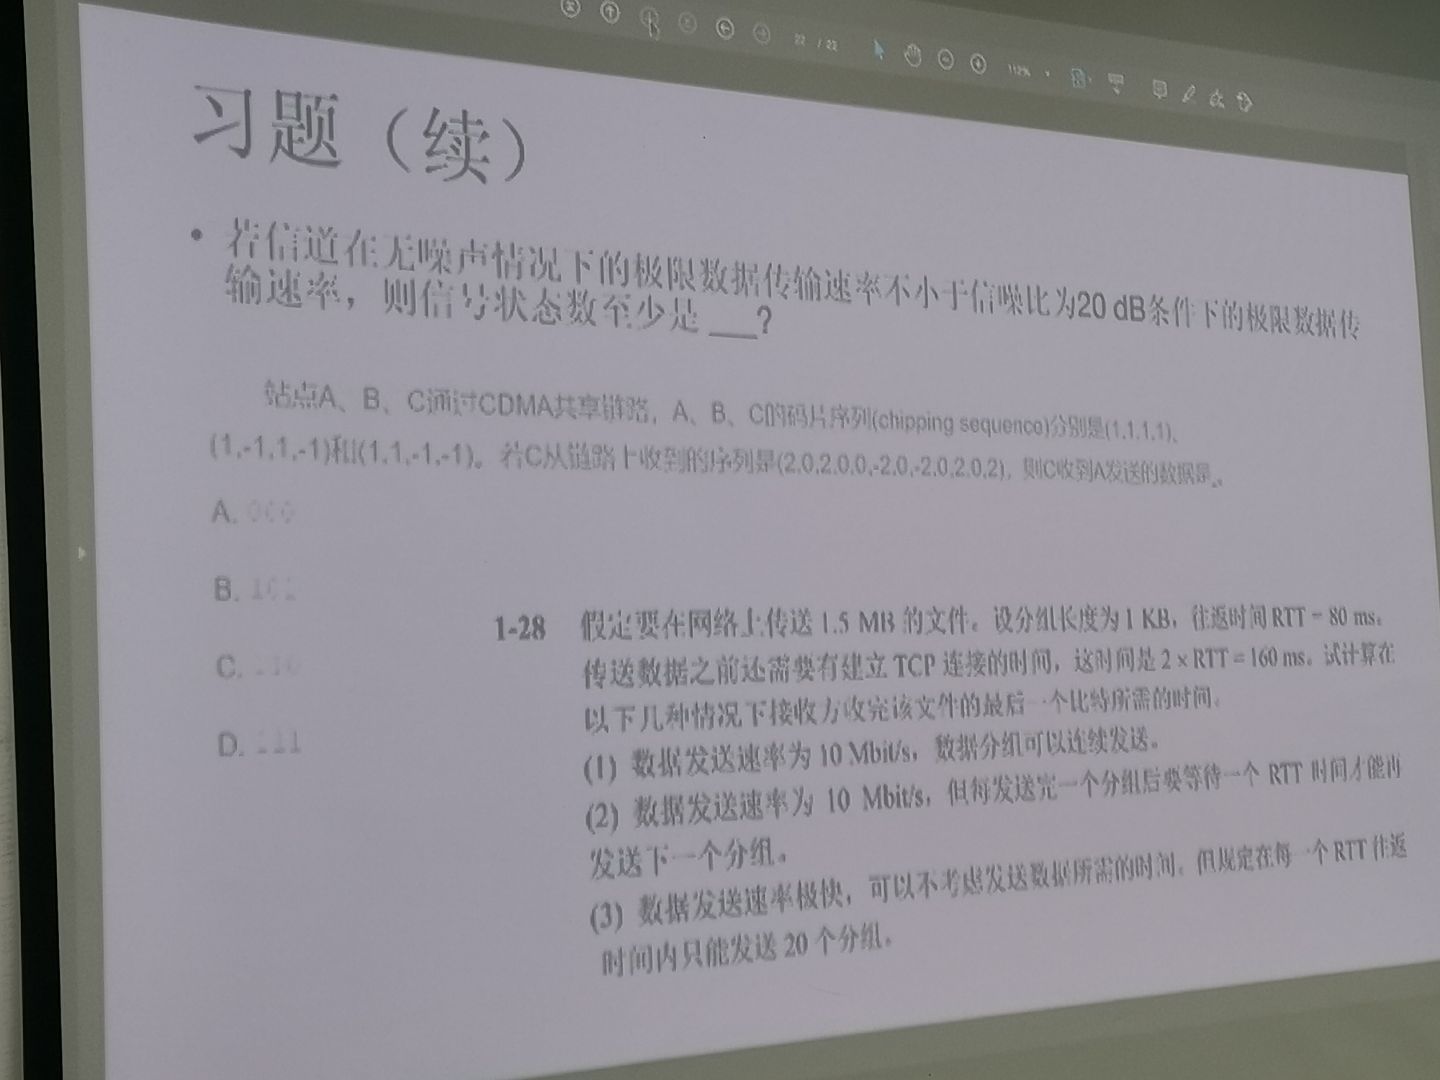 22 / 22
112%
习题（续）
• 若信道在无噪声情况下的极限数据传输速率不小于信噪比为20 dB条件下的极限数据传
输速率，则信号状态数至少是 ___?
站点A、B、C通过CDMA共享链路，A、B、C的码片序列(chipping sequence)分别是(1,1,1,1)、
(1,-1,1,-1)和(1,1,-1,-1)。若C从链路上收到的序列是(2,0,2,0,0,-2,0,-2,0,2,0,2)，则C收到A发送的数据是。
A.
B. 101
C.
D. 111
1-28 假定要在网络上传送 1.5 MB 的文件。设分组长度为 1 KB，往返时间 RTT = 80 ms。
传送数据之前还需要有建立 TCP 连接的时间，这时间是 2 × RTT = 160 ms。试计算在
以下几种情况下接收方收完该文件的最后一个比特所需的时间。
(1) 数据发送速率为 10 Mbit/s，数据分组可以连续发送。
(2) 数据发送速率为 10 Mbit/s，但每发送完一个分组后要等待一个 RTT 时间才能再
发送下一个分组。
(3) 数据发送速率极快，可以不考虑发送数据所需的时间。但规定在每一个 RTT 往返
时间内只能发送 20 个分组。